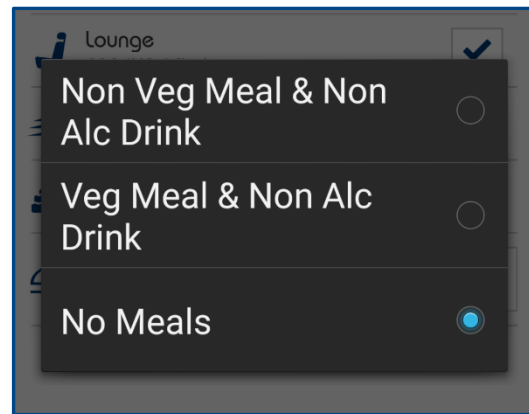 Lounge
Non Veg Meal & Non
Alc Drink
Veg Meal & Non Alc
Drink
No Meals